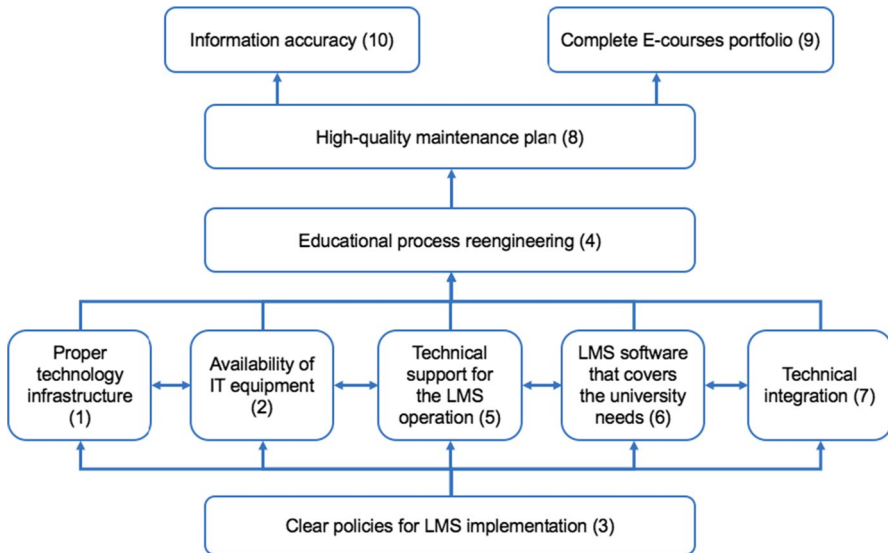 Information accuracy (10)
Complete E-courses portfolio (9)
High-quality maintenance plan (8)
Educational process reengineering (4)
Proper
technology
infrastructure
(1)
Availability of
IT equipment
(2)
Technical
support for
the LMS
operation (5)
LMS software
that covers
the university
needs (6)
Technical
integration (7)
Clear policies for LMS implementation (3)